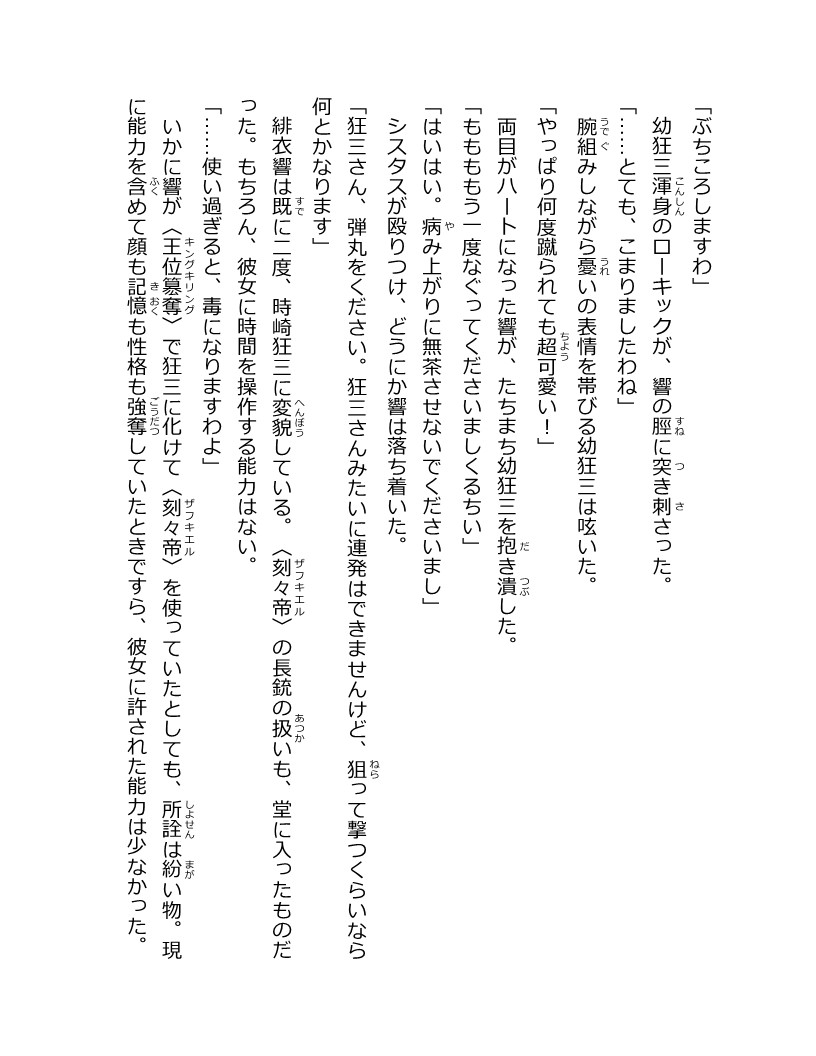 「ぶちころしますわ」
幼狂三渾身のローキックが、響の脛に突き刺さった。
「……とても、こまりましたわね」
腕組みしながら憂いの表情を帯びる幼狂三は呟いた。
「やっぱり何度蹴られても超可愛い！」
両目がハートになった響が、たちまち幼狂三を抱き潰した。
「ももももう一度なぐってくださいましくるちい」
「はいはい。病み上がりに無茶させないでくださいまし」
シスタスが殴りつけ、どうにか響は落ち着いた。
「狂三さん、弾丸をください。狂三さんみたいに連発はできませんけど、狙って撃つくらいなら
何とかなります」
緋衣響は既に二度、時崎狂三に変貌している。〈刻々帝〉の長銃の扱いも、堂に入ったものだ
った。もちろん、彼女に時間を操作する能力はない。
「……使い過ぎると、毒になりますわよ」
いかに響が〈王位簒奪〉で狂三に化けて〈刻々帝〉を使っていたとしても、所詮は紛い物。現
に能力を含めて顔も記憶も性格も強奪していたときですら、彼女に許された能力は少なかった。